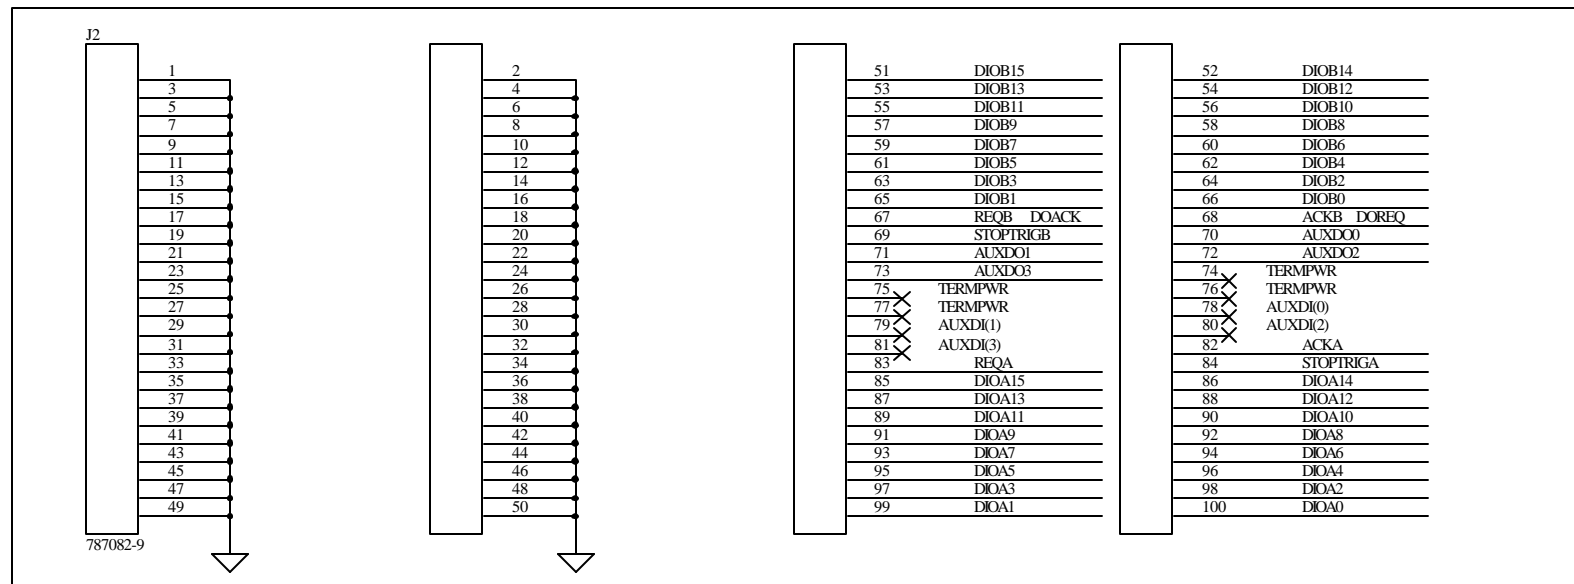 J2
1 2 51 DIOB15 52 DIOB14
3 4 53 DIOB13 54 DIOB12
5 6 55 DIOB11 56 DIOB10
7 8 57 DIOB9 58 DIOB8
9 10 59 DIOB7 60 DIOB6
11 12 61 DIOB5 62 DIOB4
13 14 63 DIOB3 64 DIOB2
15 16 65 DIOB1 66 DIOB0
17 18 67 REQB DOACK 68 ACKB DOREQ
19 20 69 STOPTRIGB 70 AUXDO0
21 22 71 AUXDO1 72 AUXDO2
23 24 73 AUXDO3 74 TERMPWR
25 26 75 TERMPWR 76 TERMPWR
27 28 77 TERMPWR 78 AUXDI(0)
29 30 79 AUXDI(1) 80 AUXDI(2)
31 32 81 AUXDI(3) 82 ACKA
33 34 83 REQA 84 STOPTRIGA
35 36 85 DIOA15 86 DIOA14
37 38 87 DIOA13 88 DIOA12
39 40 89 DIOA11 90 DIOA10
41 42 91 DIOA9 92 DIOA8
43 44 93 DIOA7 94 DIOA6
45 46 95 DIOA5 96 DIOA4
47 48 97 DIOA3 98 DIOA2
49 50 99 DIOA1 100 DIOA0
787082-9